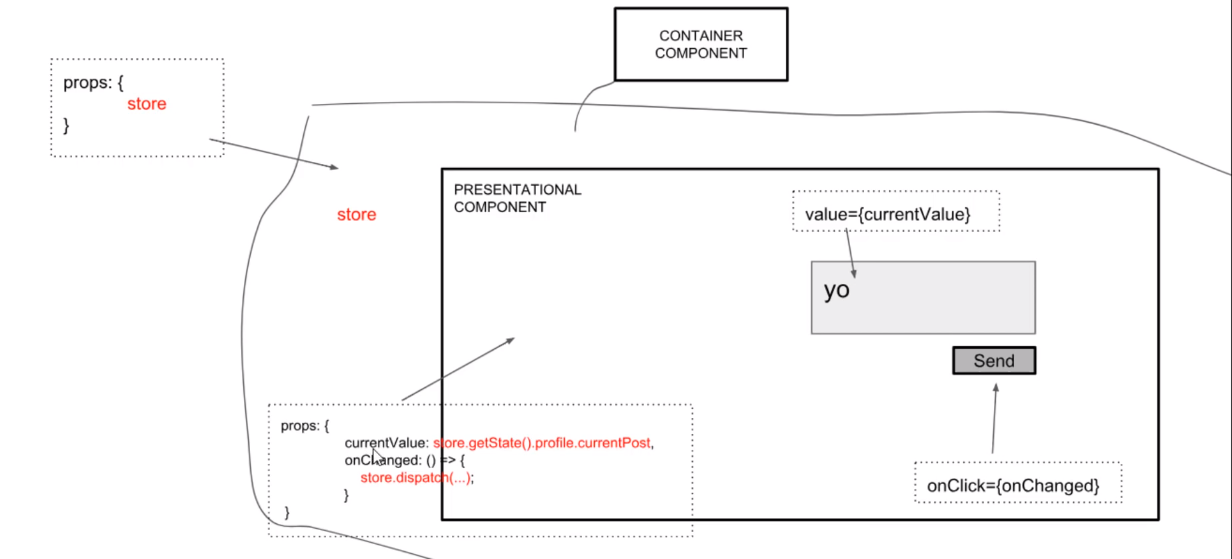 CONTAINER
COMPONENT
props: {
store
}
store
PRESENTATIONAL
COMPONENT
value={currentValue}
yo
Send
props: {
currentValue: store.getState().profile.currentPost,
onChanged: () => {
store.dispatch(...);
}
}
onClick={onChanged}